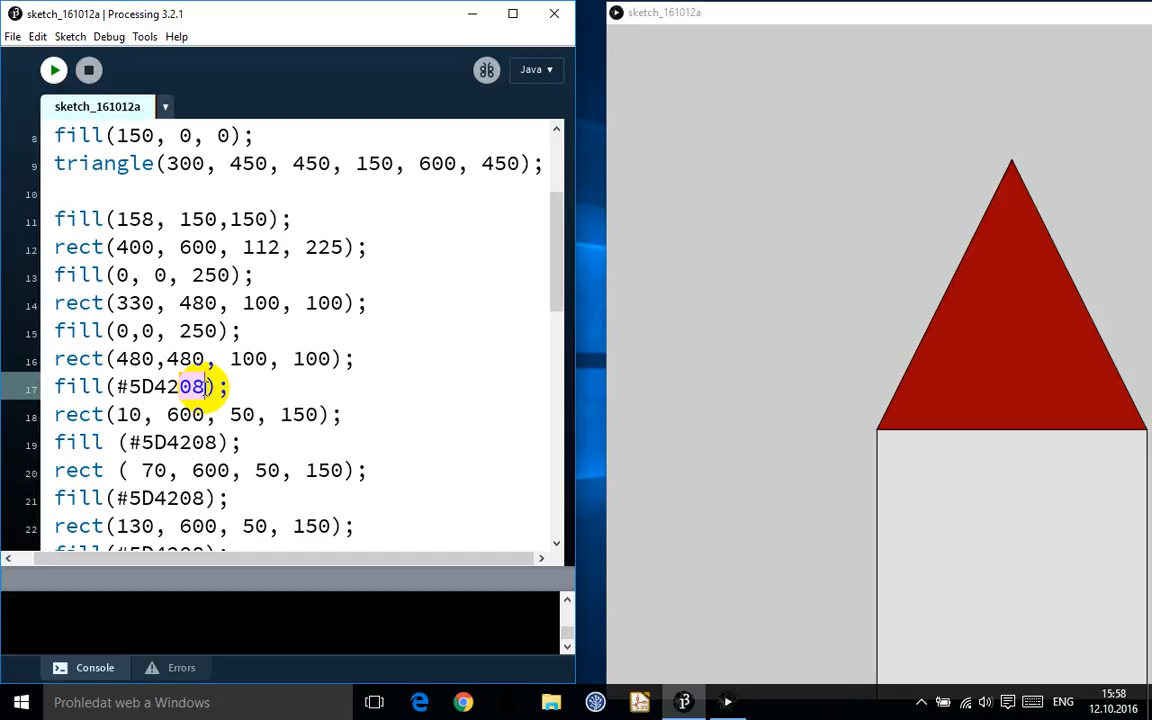 sketch_161012a | Processing 3.2.1
File Edit Sketch Debug Tools Help
Java ▾
sketch_161012a ▾
8 fill(150, 0, 0);
9 triangle(300, 450, 450, 150, 600, 450);
10
11 fill(158, 150,150);
12 rect(400, 600, 112, 225);
13 fill(0, 0, 250);
14 rect(330, 480, 100, 100);
15 fill(0,0, 250);
16 rect(480,480, 100, 100);
17 fill(#5D4208);
18 rect(10, 600, 50, 150);
19 fill (#5D4208);
20 rect ( 70, 600, 50, 150);
21 fill(#5D4208);
22 rect(130, 600, 50, 150);
fill(#5D4208);
Console Errors
sketch_161012a
Prohledat web a Windows
ENG
15:58
12.10.2016